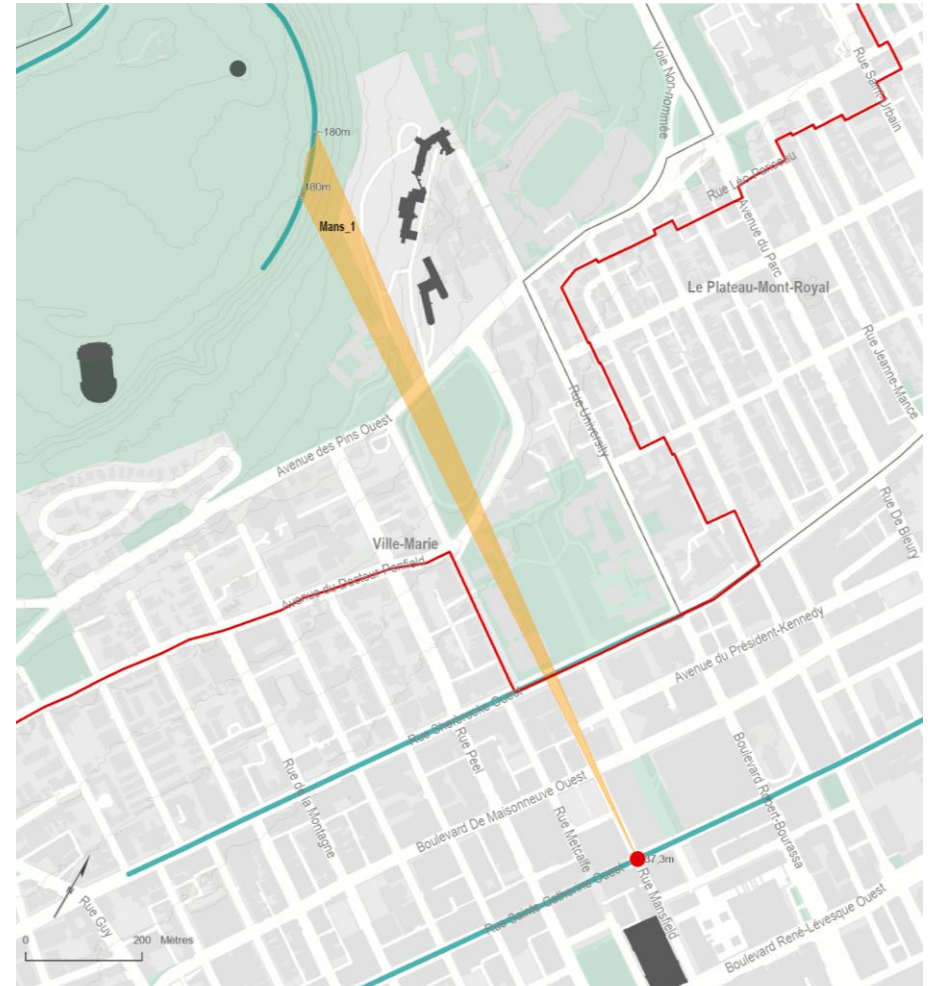 Voie Non-nommée
Rue Saint-Urbain
180m
Rue Léo-Pariseau
180m
Mans_1
Avenue du Parc
Le Plateau-Mont-Royal
Rue Jeanne-Mance
Rue University
Avenue des Pins Ouest
Rue De Bleury
Ville-Marie
Avenue du Docteur-Penfield
Avenue du Président-Kennedy
Rue Sherbrooke Ouest
Rue Peel
Rue de la Montagne
Boulevard De Maisonneuve Ouest
Boulevard Robert-Bourassa
Rue Metcalfe
37,3m
Rue Sainte-Catherine Ouest
Rue Mansfield
Rue Guy
Boulevard René-Lévesque Ouest
0 200 Mètres